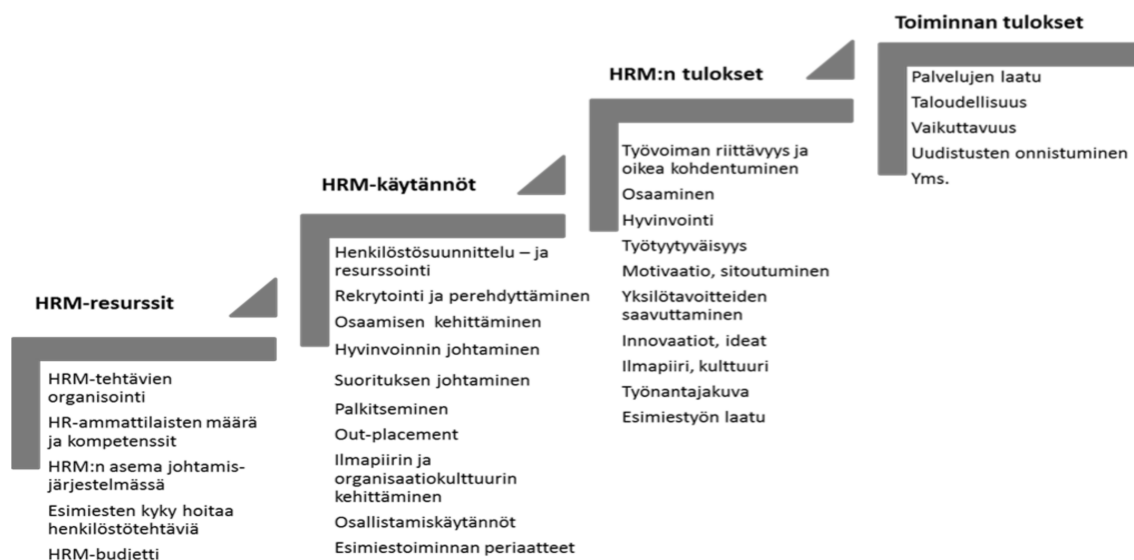 HRM-resurssit
HRM-tehtävien
organisointi
HR-ammattilaisten määrä
ja kompetenssit
HRM:n asema johtamis-
järjestelmässä
Esimiesten kyky hoitaa
henkilöstötehtäviä
HRM-budjetti
HRM-käytännöt
Henkilöstösuunnittelu – ja
resurssointi
Rekrytointi ja perehdyttäminen
Osaamisen kehittäminen
Hyvinvoinnin johtaminen
Suorituksen johtaminen
Palkitseminen
Out-placement
Ilmapiirin ja
organisaatiokulttuurin
kehittäminen
Osallistamiskäytännöt
Esimiestoiminnan periaatteet
HRM:n tulokset
Työvoiman riittävyys ja
oikea kohdentuminen
Osaaminen
Hyvinvointi
Työtyytyväisyys
Motivaatio, sitoutuminen
Yksilötavoitteiden
saavuttaminen
Innovaatiot, ideat
Ilmapiiri, kulttuuri
Työnantajakuva
Esimiestyön laatu
Toiminnan tulokset
Palvelujen laatu
Taloudellisuus
Vaikuttavuus
Uudistusten onnistuminen
Yms.